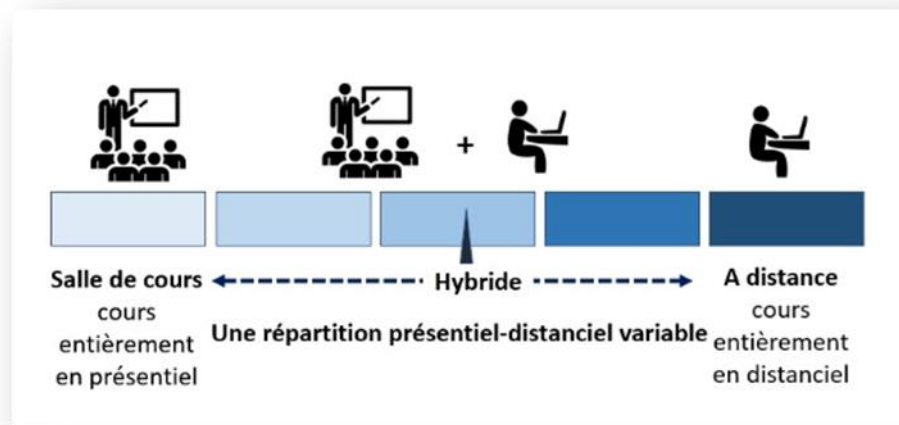 +
Salle de cours
cours
entièrement
en présentiel
Hybride
Une répartition présentiel-distanciel variable
A distance
cours
entièrement
en distanciel